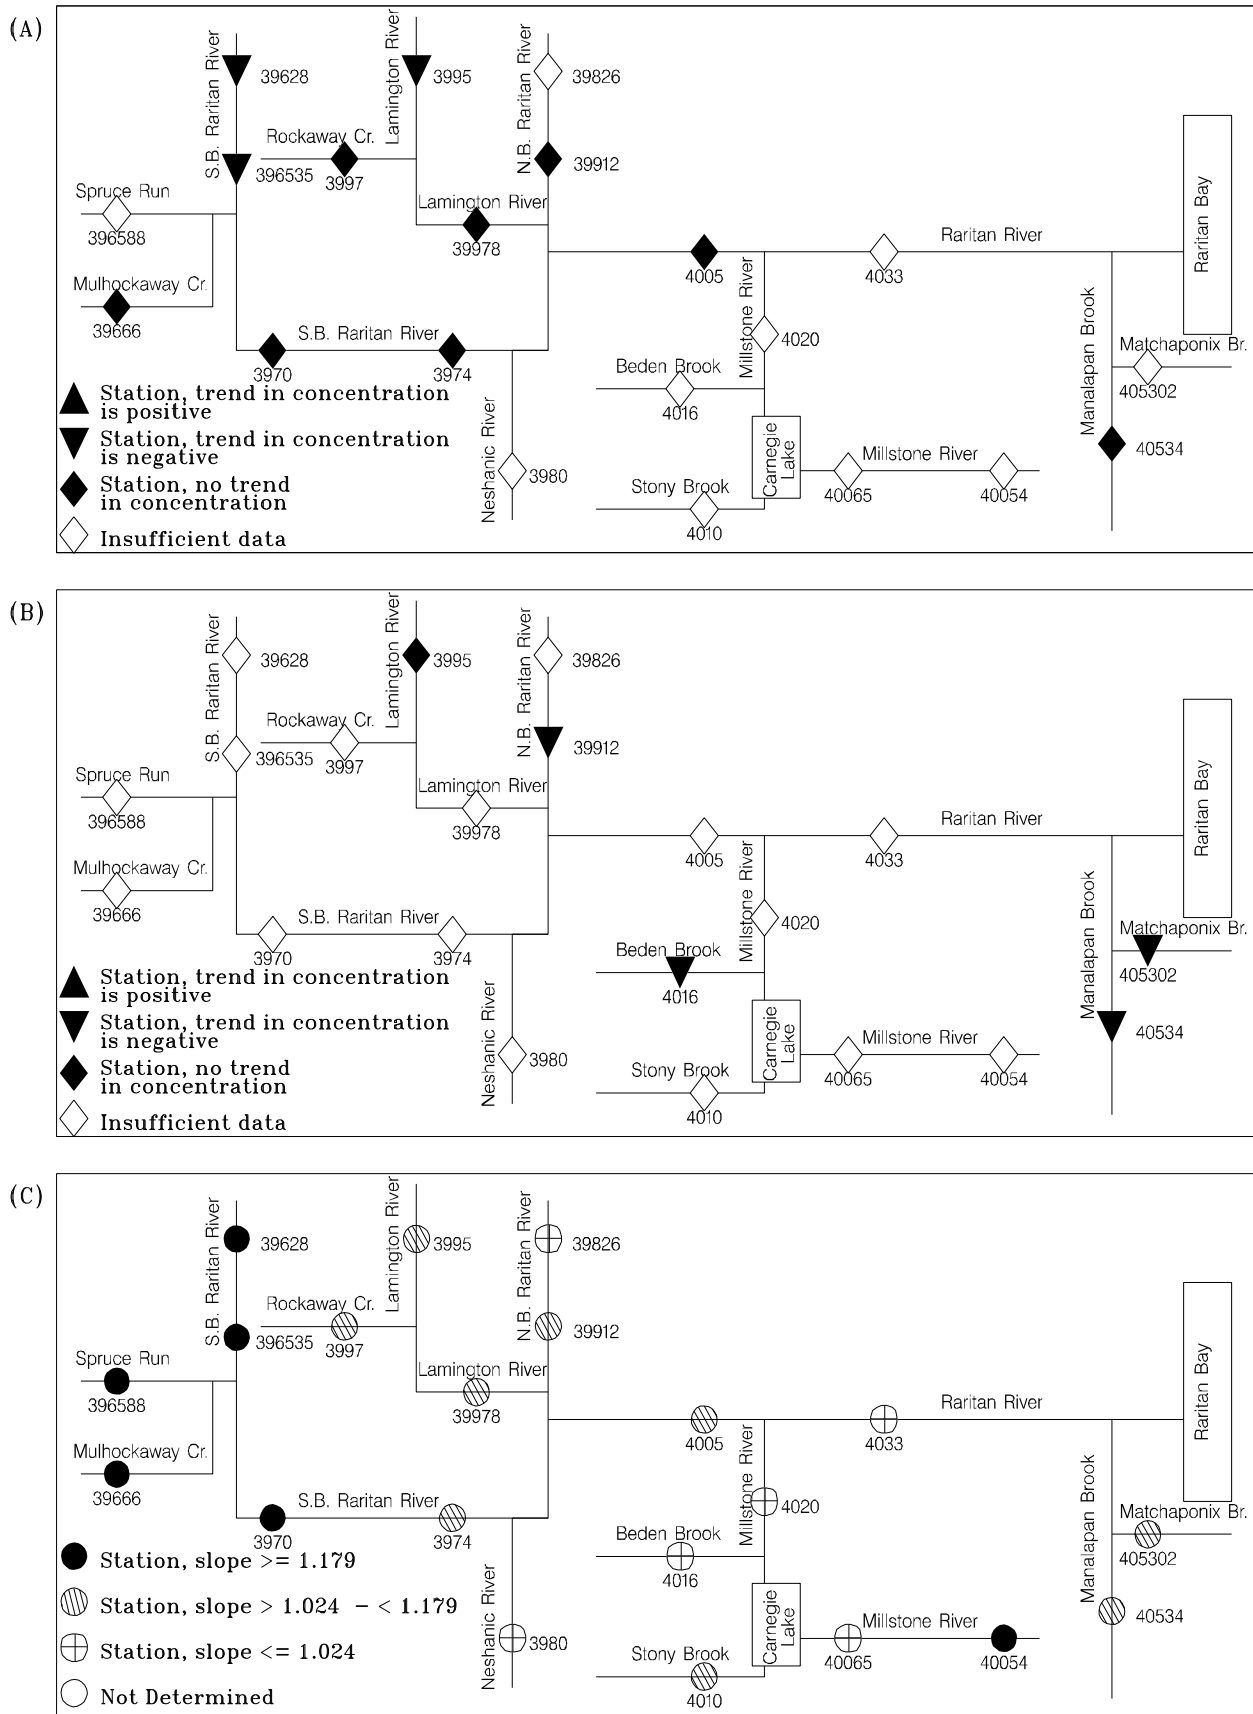 (A)
S.B. Raritan River
39628
Lamington River
3995
N.B. Raritan River
39826
Rockaway Cr.
3997
396535
39912
Spruce Run
396588
Lamington River
39978
Mulhockaway Cr.
39666
S.B. Raritan River
3970
3974
Neshanic River
3980
4005
Millstone River
4033
Raritan River
Raritan Bay
4020
Beden Brook
4016
Carnegie
Lake
Millstone River
40065
40054
Stony Brook
4010
Manalapan Brook
Matchaponix Br.
405302
40534
Station, trend in concentration
is positive
Station, trend in concentration
is negative
Station, no trend
in concentration
Insufficient data
(B)
S.B. Raritan River
39628
Lamington River
3995
N.B. Raritan River
39826
Rockaway Cr.
3997
396535
39912
Spruce Run
396588
Lamington River
39978
Mulhockaway Cr.
39666
S.B. Raritan River
3970
3974
Neshanic River
3980
4005
Millstone River
4033
Raritan River
Raritan Bay
4020
Beden Brook
4016
Carnegie
Lake
Millstone River
40065
40054
Stony Brook
4010
Manalapan Brook
Matchaponix Br.
405302
40534
Station, trend in concentration
is positive
Station, trend in concentration
is negative
Station, no trend
in concentration
Insufficient data
(C)
S.B. Raritan River
39628
Lamington River
3995
N.B. Raritan River
39826
Rockaway Cr.
3997
396535
39912
Spruce Run
396588
Lamington River
39978
Mulhockaway Cr.
39666
S.B. Raritan River
3970
3974
Neshanic River
3980
4005
Millstone River
4033
Raritan River
Raritan Bay
4020
Beden Brook
4016
Carnegie
Lake
Millstone River
40065
40054
Stony Brook
4010
Manalapan Brook
Matchaponix Br.
405302
40534
Station, slope >= 1.179
Station, slope > 1.024 - < 1.179
Station, slope <= 1.024
Not Determined